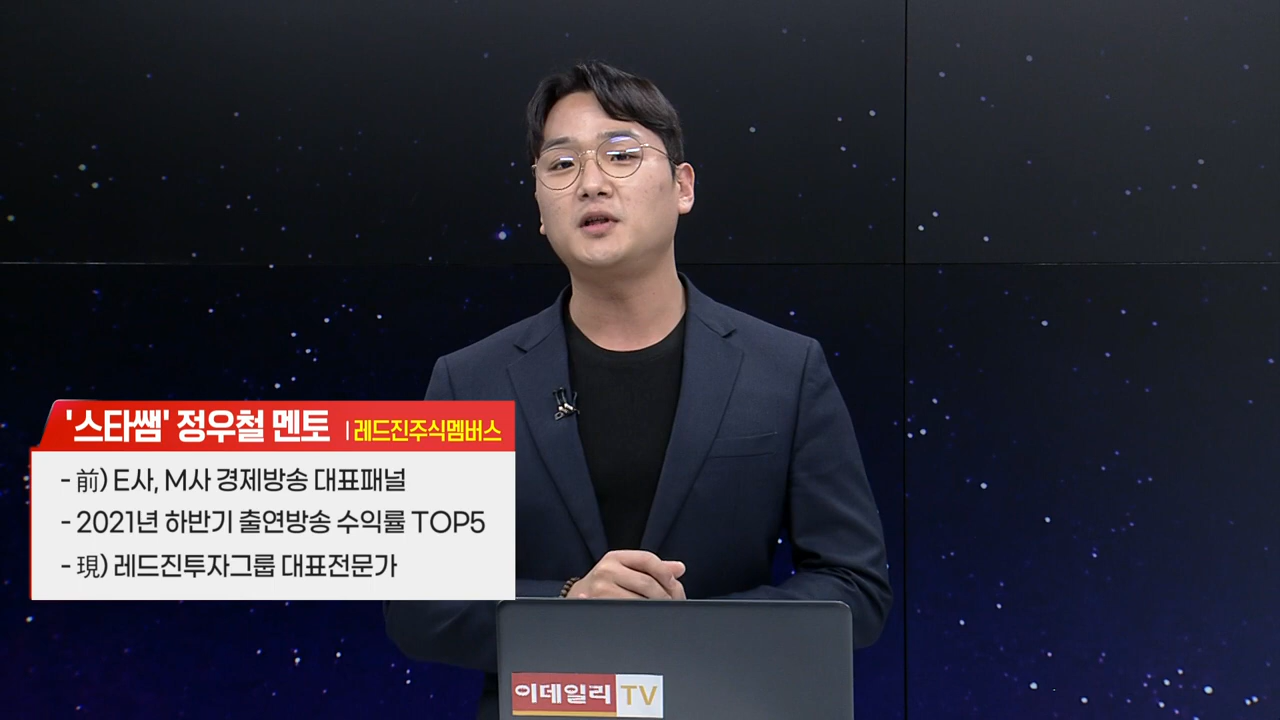 '스타쌤' 정우철 멘토 | 레드진주식멤버스
- 前) E사, M사 경제방송 대표패널
- 2021년 하반기 출연방송 수익률 TOP5
- 現) 레드진투자그룹 대표전문가
이데일리 TV